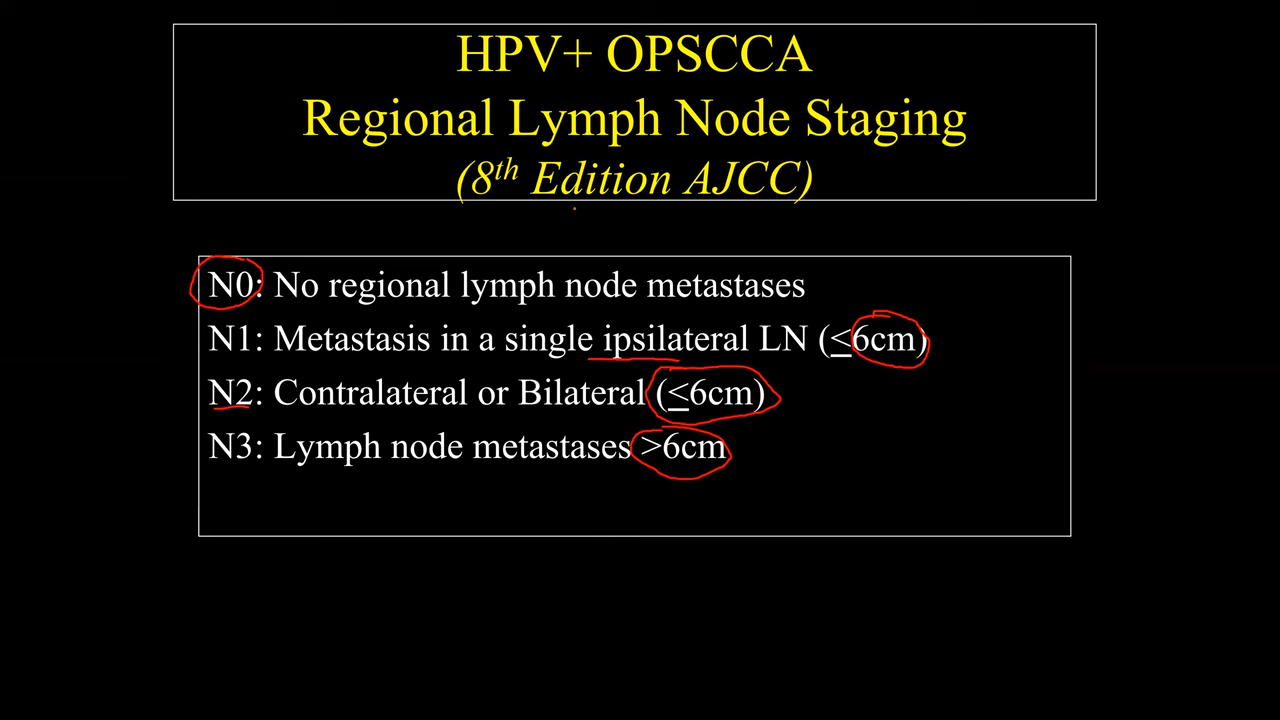 HPV+ OPSCCA
Regional Lymph Node Staging
(8th Edition AJCC)
N0: No regional lymph node metastases
N1: Metastasis in a single ipsilateral LN (≤6cm)
N2: Contralateral or Bilateral (≤6cm)
N3: Lymph node metastases >6cm